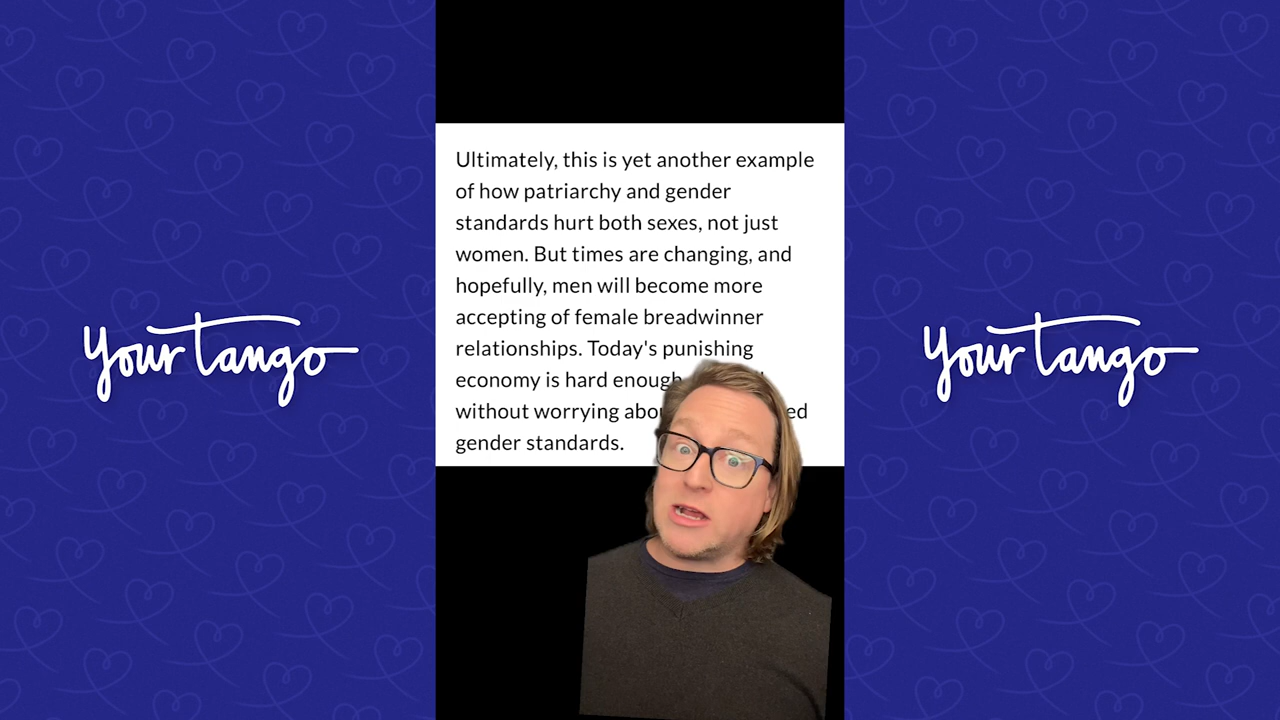 Ultimately, this is yet another example
of how patriarchy and gender
standards hurt both sexes, not just
women. But times are changing, and
hopefully, men will become more
accepting of female breadwinner
relationships. Today's punishing
economy is hard enough
without worrying
gender standards.
Your tango
Your tango